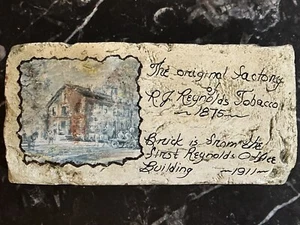 The original factory
of
R.J. Reynolds Tobacco
~ 1875 ~
Brick is from the
first Reynolds Office
Building ~1911~